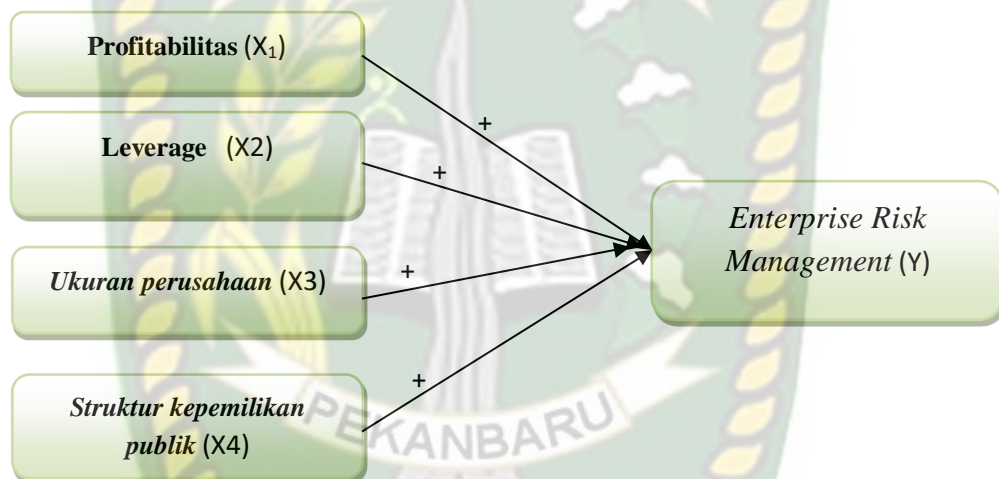 Profitabilitas (X₁)
+
Leverage (X2)
+
Enterprise Risk
Management (Y)
Ukuran perusahaan (X3)
+
Struktur kepemilikan
publik (X4)
+
PEKANBARU